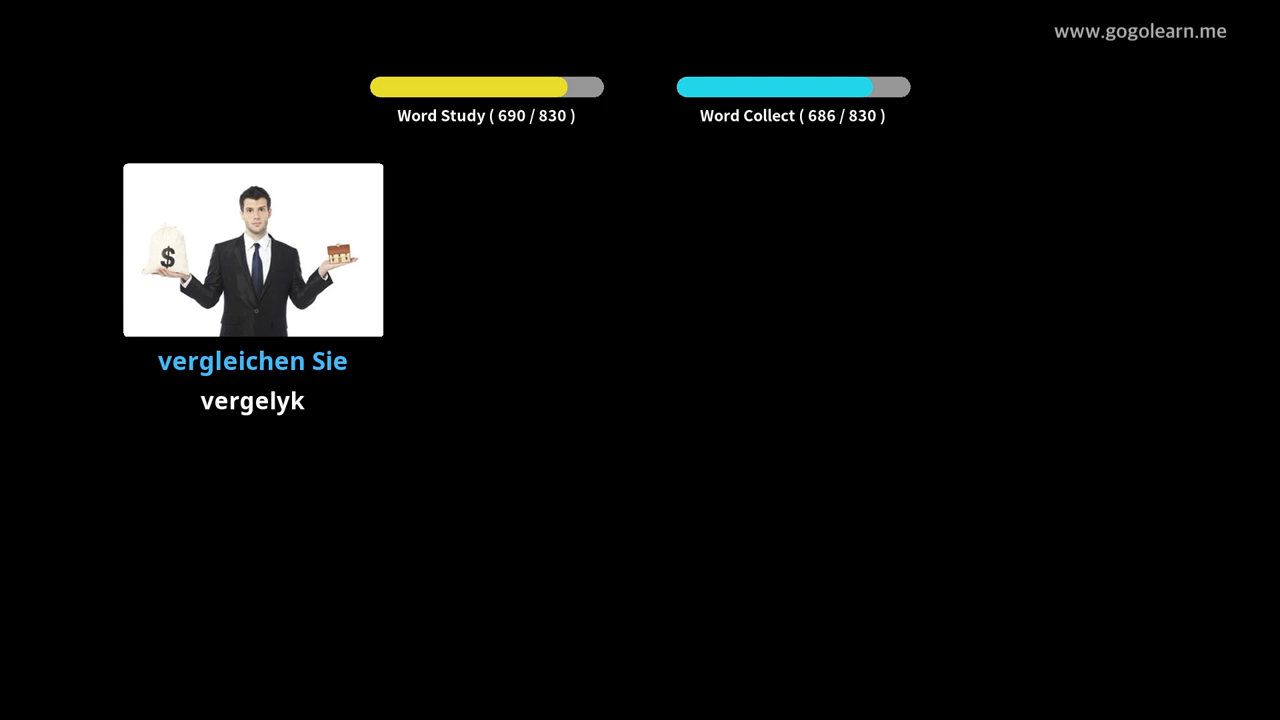 www.gogolearn.me
Word Study ( 690 / 830 )
Word Collect ( 686 / 830 )
$
vergleichen Sie
vergelyk